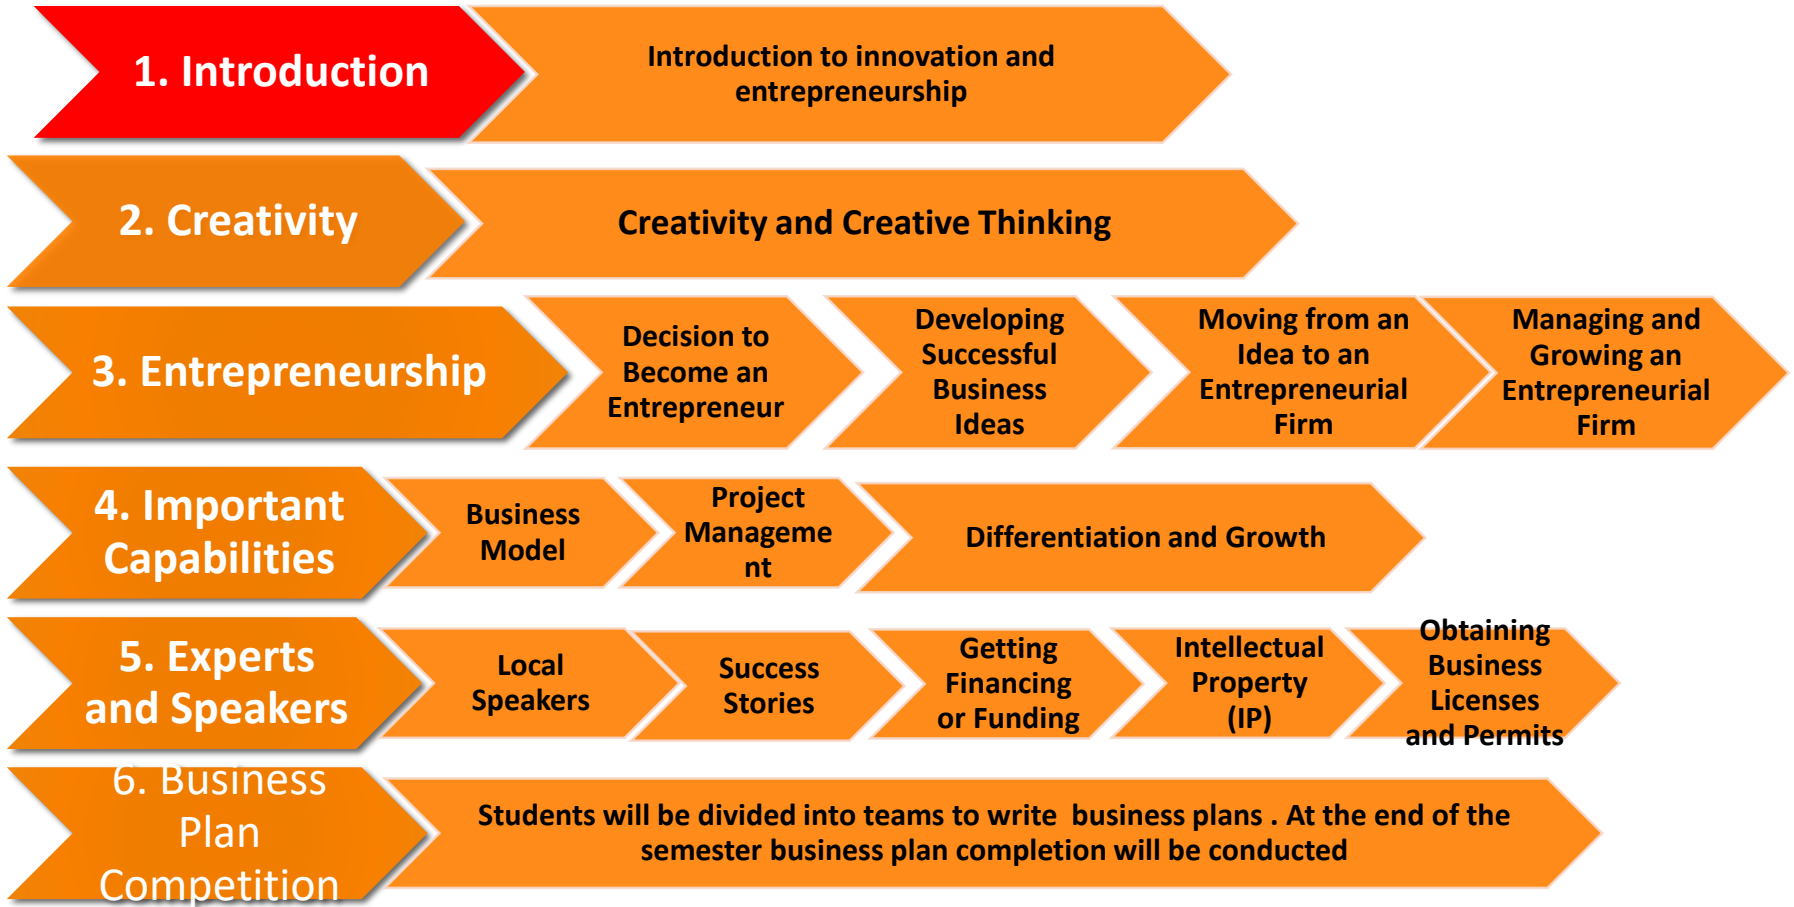 1. Introduction
Introduction to innovation and
entrepreneurship
2. Creativity
Creativity and Creative Thinking
3. Entrepreneurship
Decision to
Become an
Entrepreneur
Developing
Successful
Business
Ideas
Moving from an
Idea to an
Entrepreneurial
Firm
Managing and
Growing an
Entrepreneurial
Firm
4. Important
Capabilities
Business
Model
Project
Manageme
nt
Differentiation and Growth
5. Experts
and Speakers
Local
Speakers
Success
Stories
Getting
Financing
or Funding
Intellectual
Property
(IP)
Obtaining
Business
Licenses
and Permits
6. Business
Plan
Competition
Students will be divided into teams to write  business plans . At the end of the
semester business plan completion will be conducted